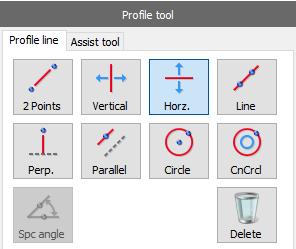 Profile tool
Profile line Assist tool
2 Points Vertical Horz. Line
Perp. Parallel Circle CnCrcl
Spc angle Delete